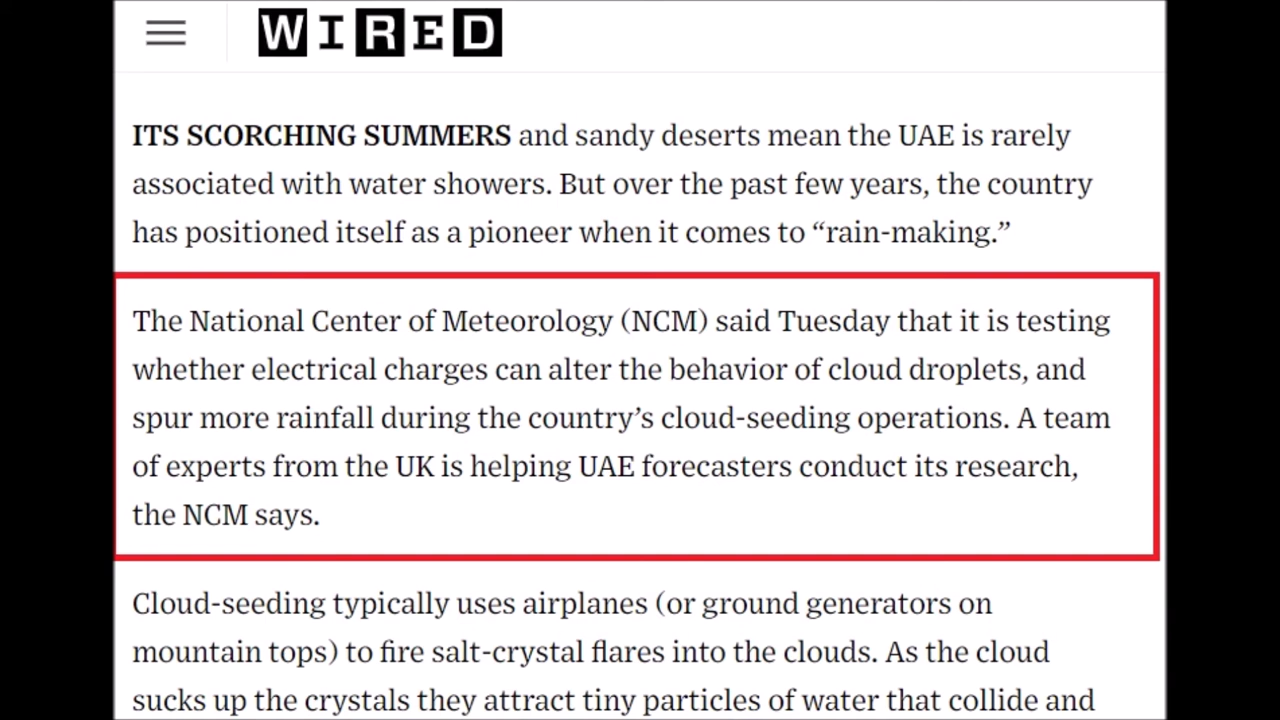 WIRED
ITS SCORCHING SUMMERS and sandy deserts mean the UAE is rarely
associated with water showers. But over the past few years, the country
has positioned itself as a pioneer when it comes to “rain-making.”
The National Center of Meteorology (NCM) said Tuesday that it is testing
whether electrical charges can alter the behavior of cloud droplets, and
spur more rainfall during the country’s cloud-seeding operations. A team
of experts from the UK is helping UAE forecasters conduct its research,
the NCM says.
Cloud-seeding typically uses airplanes (or ground generators on
mountain tops) to fire salt-crystal flares into the clouds. As the cloud
sucks up the crystals they attract tiny particles of water that collide and